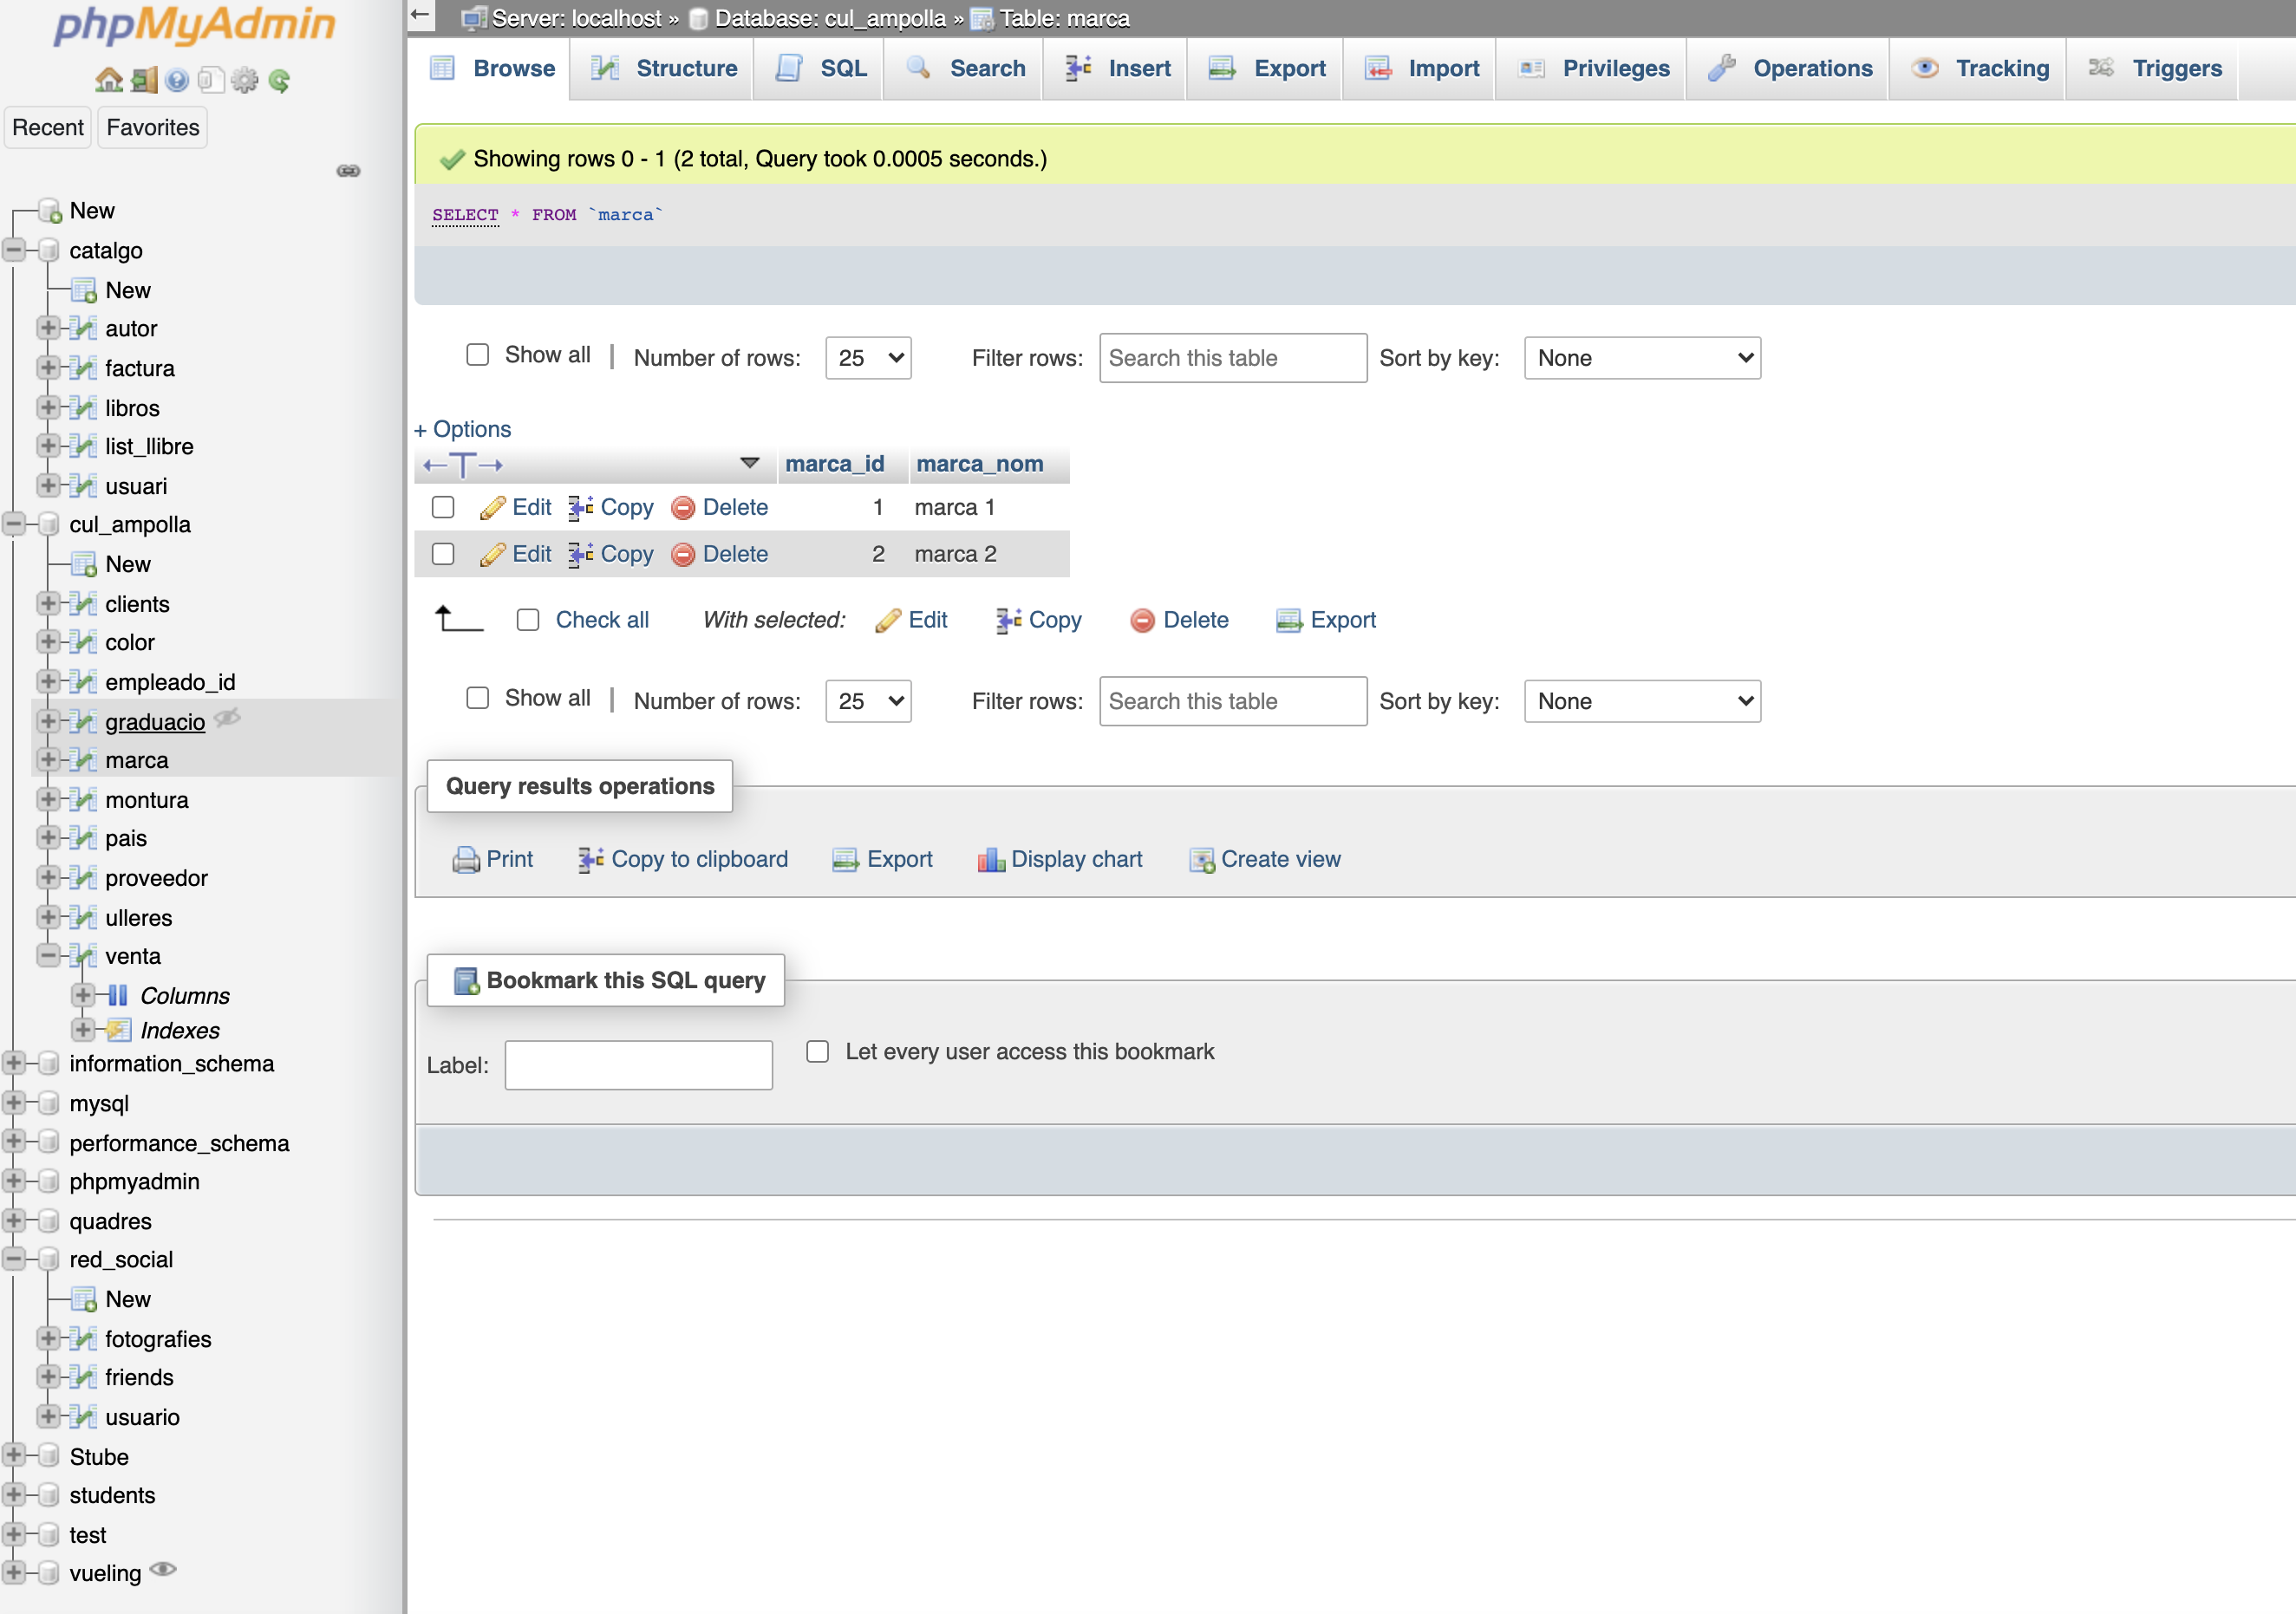 phpMyAdmin
Recent Favorites
New
catalgo
New
autor
factura
libros
list_llibre
usuari
cul_ampolla
New
clients
color
empleado_id
graduacio
marca
montura
pais
proveedor
ulleres
venta
Columns
Indexes
information_schema
mysql
performance_schema
phpmyadmin
quadres
red_social
New
fotografies
friends
usuario
Stube
students
test
vueling
Server: localhost » Database: cul_ampolla » Table: marca
Browse Structure SQL Search Insert Export Import Privileges Operations Tracking Triggers
Showing rows 0 - 1 (2 total, Query took 0.0005 seconds.)
SELECT * FROM `marca`
Show all | Number of rows: 25 Filter rows: Search this table Sort by key: None
+ Options
←T→ marca_id marca_nom
Edit Copy Delete 1 marca 1
Edit Copy Delete 2 marca 2
Check all With selected: Edit Copy Delete Export
Show all | Number of rows: 25 Filter rows: Search this table Sort by key: None
Query results operations
Print Copy to clipboard Export Display chart Create view
Bookmark this SQL query
Label: Let every user access this bookmark